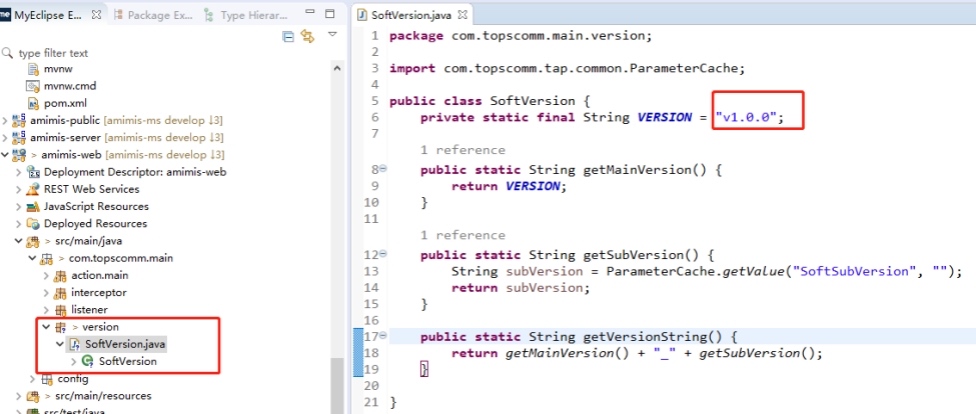 MyEclipse E...
Package Ex...
Type Hierar...
type filter text
mvnw
mvnw.cmd
pom.xml
amimis-public [amimis-ms develop ↓3]
amimis-server [amimis-ms develop ↓3]
> amimis-web [amimis-ms develop ↓3]
Deployment Descriptor: amimis-web
REST Web Services
JavaScript Resources
Deployed Resources
> src/main/java
> com.topscomm.main
action.main
interceptor
listener
> version
SoftVersion.java
SoftVersion
config
> src/main/resources
src/test/java
SoftVersion.java
1 package com.topscomm.main.version;
2
3 import com.topscomm.tap.common.ParameterCache;
4
5 public class SoftVersion {
6 private static final String VERSION = "v1.0.0";
7
1 reference
8 public static String getMainVersion() {
9 return VERSION;
10 }
11
1 reference
12 public static String getSubVersion() {
13 String subVersion = ParameterCache.getValue("SoftSubVersion", "");
14 return subVersion;
15 }
16
17 public static String getVersionString() {
18 return getMainVersion() + "_" + getSubVersion();
19 }
20
21 }